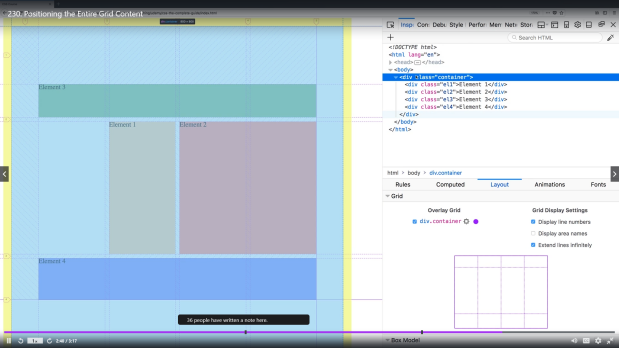 230. Positioning the Entire Grid Content
Insp Con Deb Style Perfor Men Net Stor
Search HTML
<!DOCTYPE html>
<html lang="en">
<head> </head>
<body>
<div class="container">
<div class="el1">Element 1</div>
<div class="el2">Element 2</div>
<div class="el3">Element 3</div>
<div class="el4">Element 4</div>
</div>
</body>
</html>
Element 3
Element 1
Element 2
Element 4
html › body › div.container
Rules Computed Layout Animations Fonts
Grid
Overlay Grid
div.container
Grid Display Settings
Display line numbers
Display area names
Extend lines infinitely
36 people have written a note here.
2:46 / 3:17
Box Model